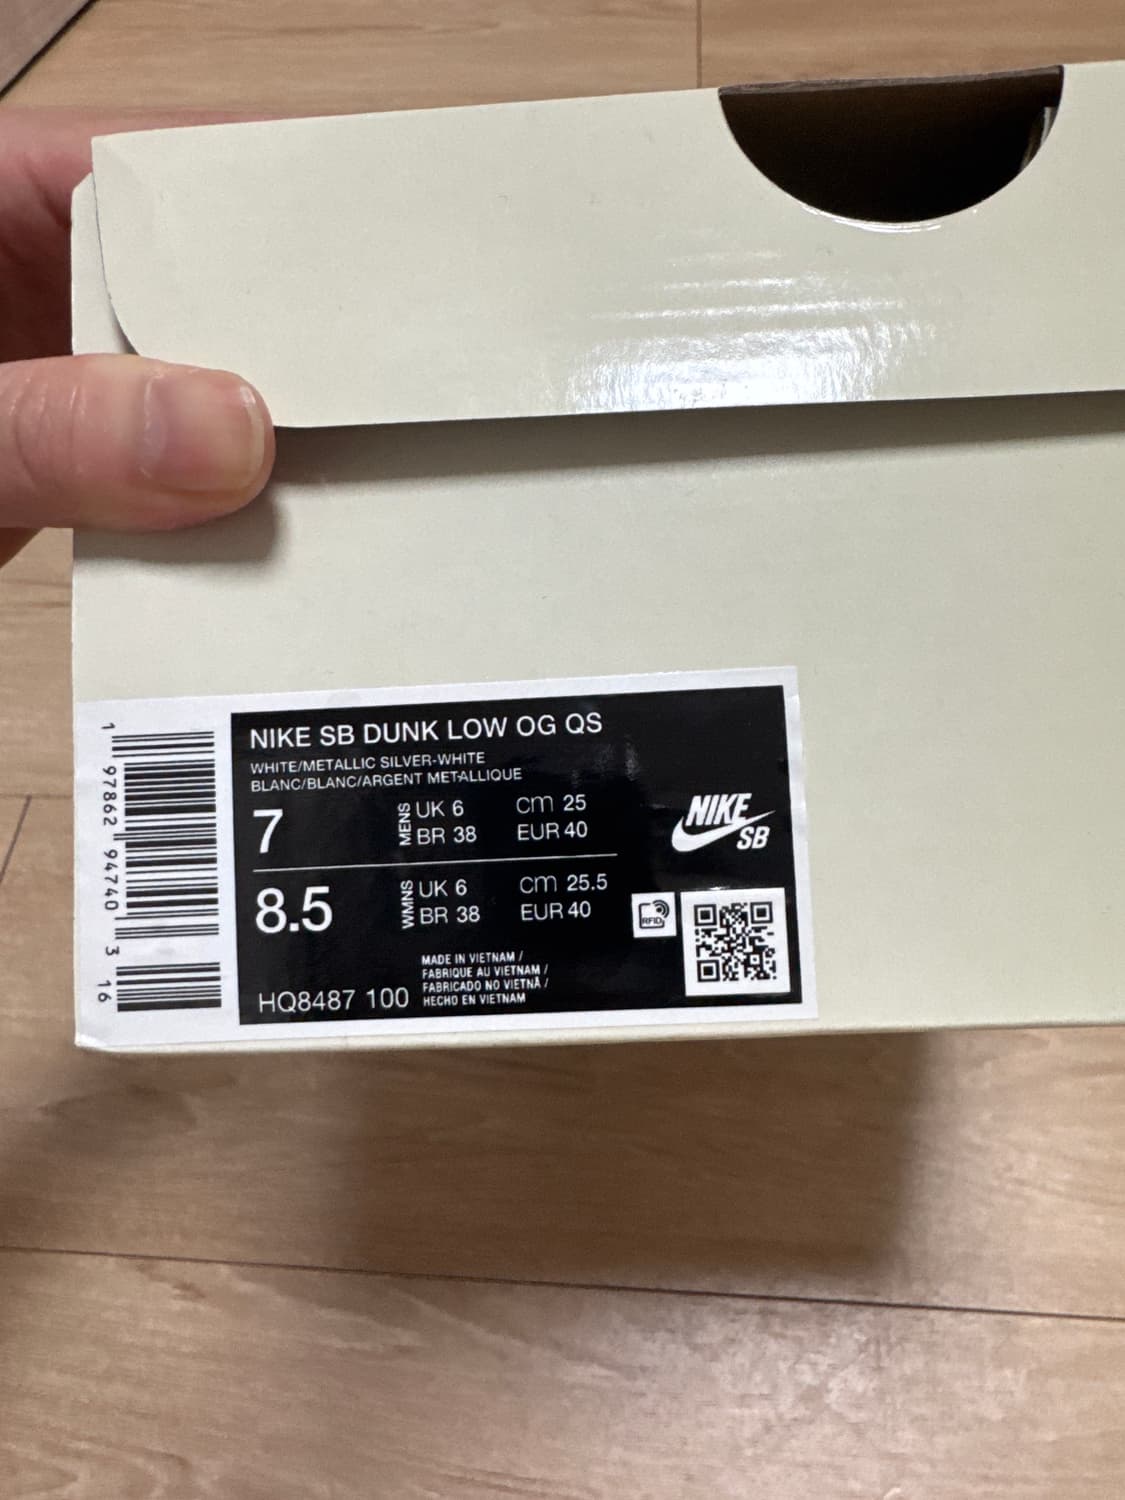 NIKE SB DUNK LOW OG QS
WHITE/METALLIC SILVER-WHITE
BLANC/BLANC/ARGENT METALLIQUE
7 MENS UK 6 cm 25
BR 38 EUR 40
8.5 WMNS UK 6 cm 25.5
BR 38 EUR 40
MADE IN VIETNAM /
FABRIQUE AU VIETNAM /
FABRICADO NO VIETNÃ /
HECHO EN VIETNAM
HQ8487 100
NIKE
SB
RFID
1 97862 94740 3 16